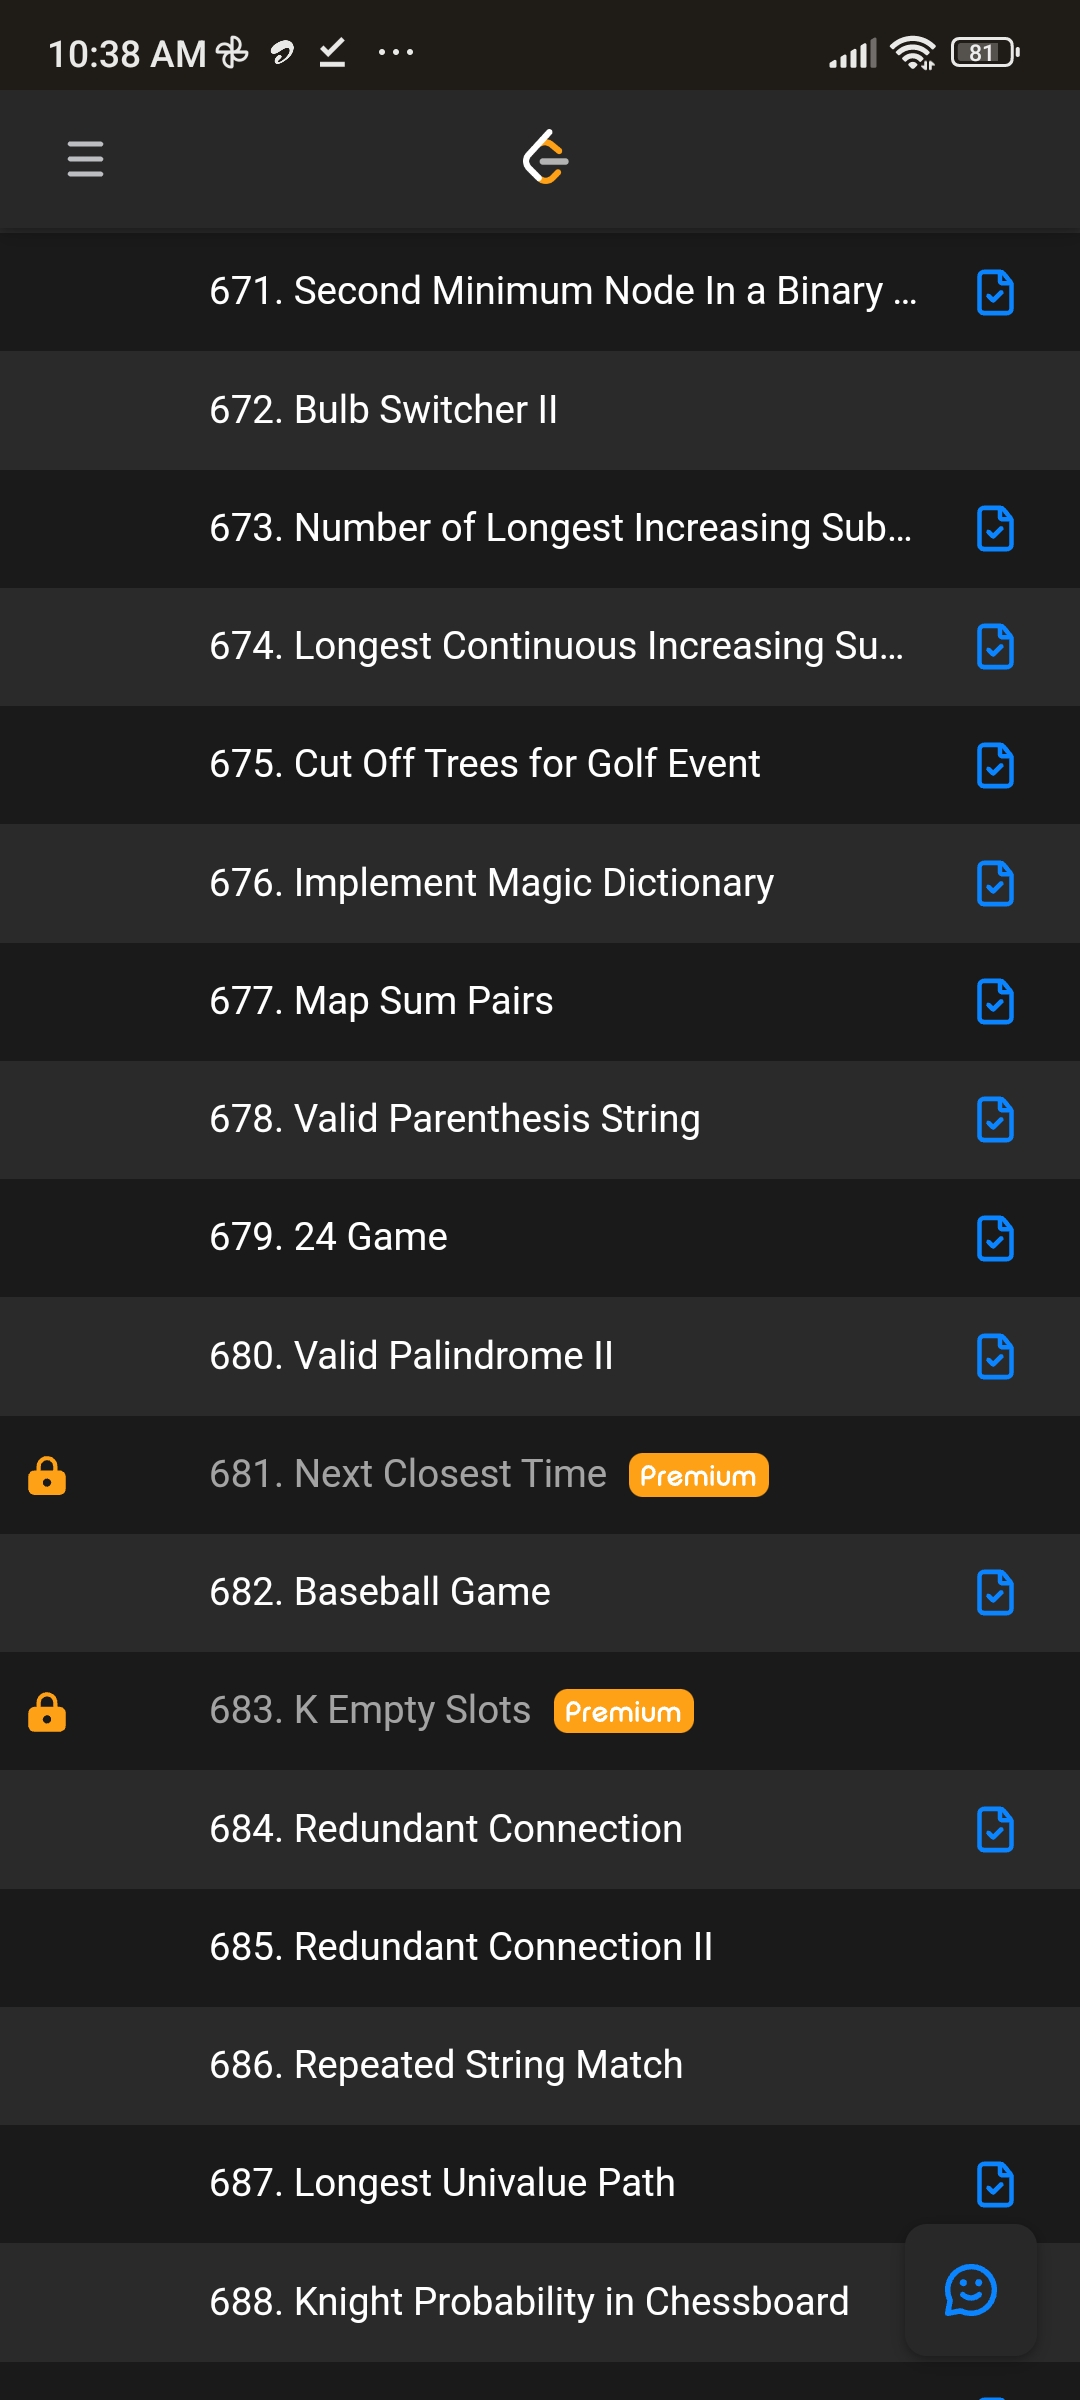 10:38 AM
81
671. Second Minimum Node In a Binary ...
672. Bulb Switcher II
673. Number of Longest Increasing Sub...
674. Longest Continuous Increasing Su...
675. Cut Off Trees for Golf Event
676. Implement Magic Dictionary
677. Map Sum Pairs
678. Valid Parenthesis String
679. 24 Game
680. Valid Palindrome II
681. Next Closest Time Premium
682. Baseball Game
683. K Empty Slots Premium
684. Redundant Connection
685. Redundant Connection II
686. Repeated String Match
687. Longest Univalue Path
688. Knight Probability in Chessboard